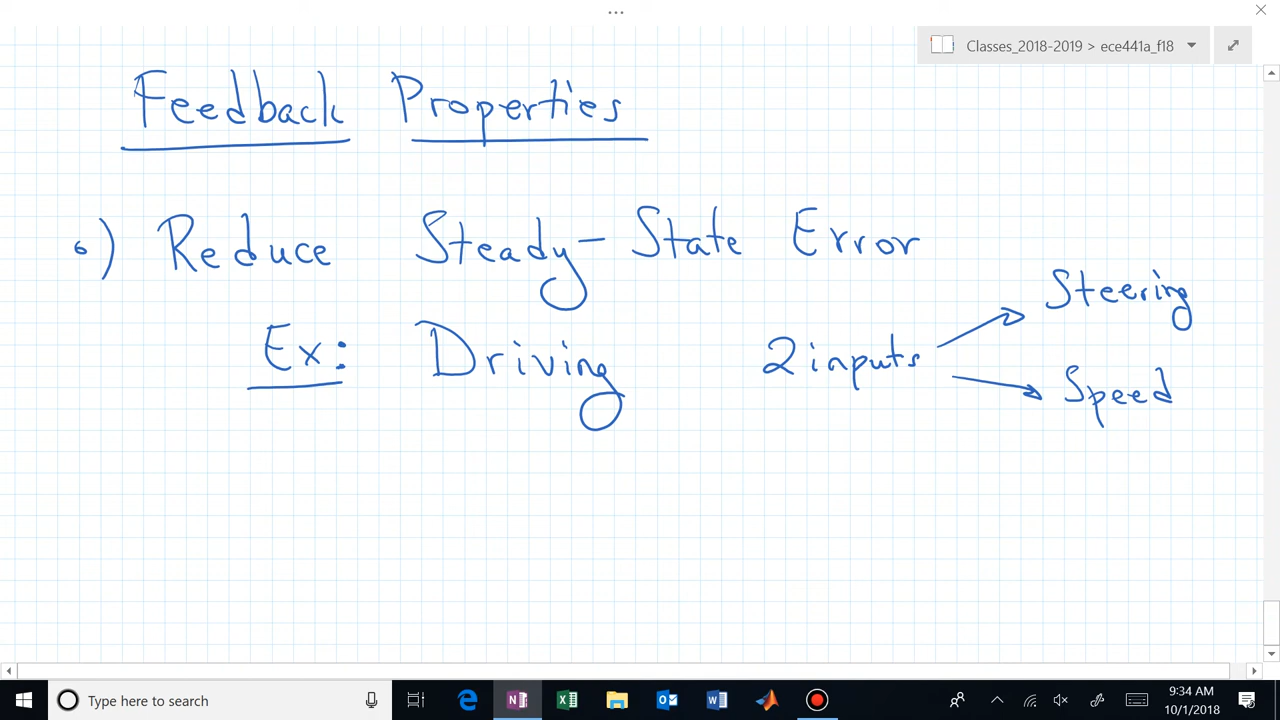 Classes_2018-2019 > ece441a_f18
Feedback Properties
6) Reduce Steady-State Error
Steering
Ex: Driving 2 inputs
Speed
Type here to search
9:34 AM
10/1/2018